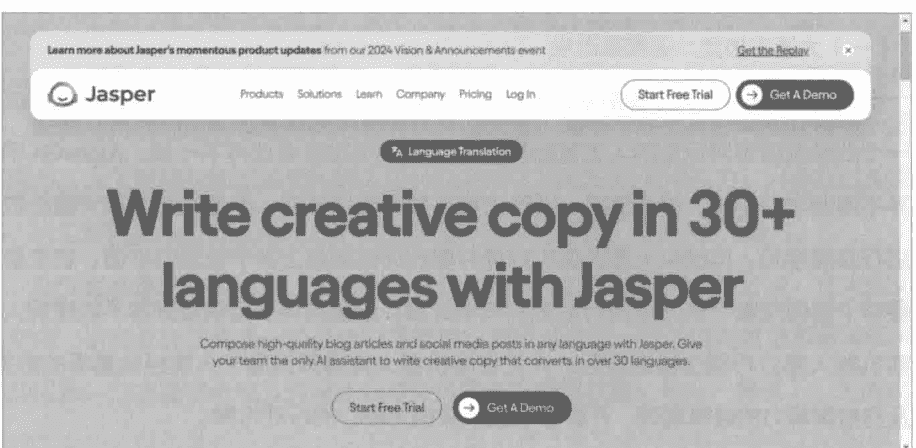 Learn more about Jasper's momentous product updates from our 2024 Vision & Announcements event Get the Replay ×
Jasper Products Solutions Learn Company Pricing Log In Start Free Trial → Get A Demo
Language Translation
Write creative copy in 30+
languages with Jasper
Compose high-quality blog articles and social media posts in any language with Jasper. Give
your team the only AI assistant to write creative copy that converts in over 30 languages.
Start Free Trial → Get A Demo